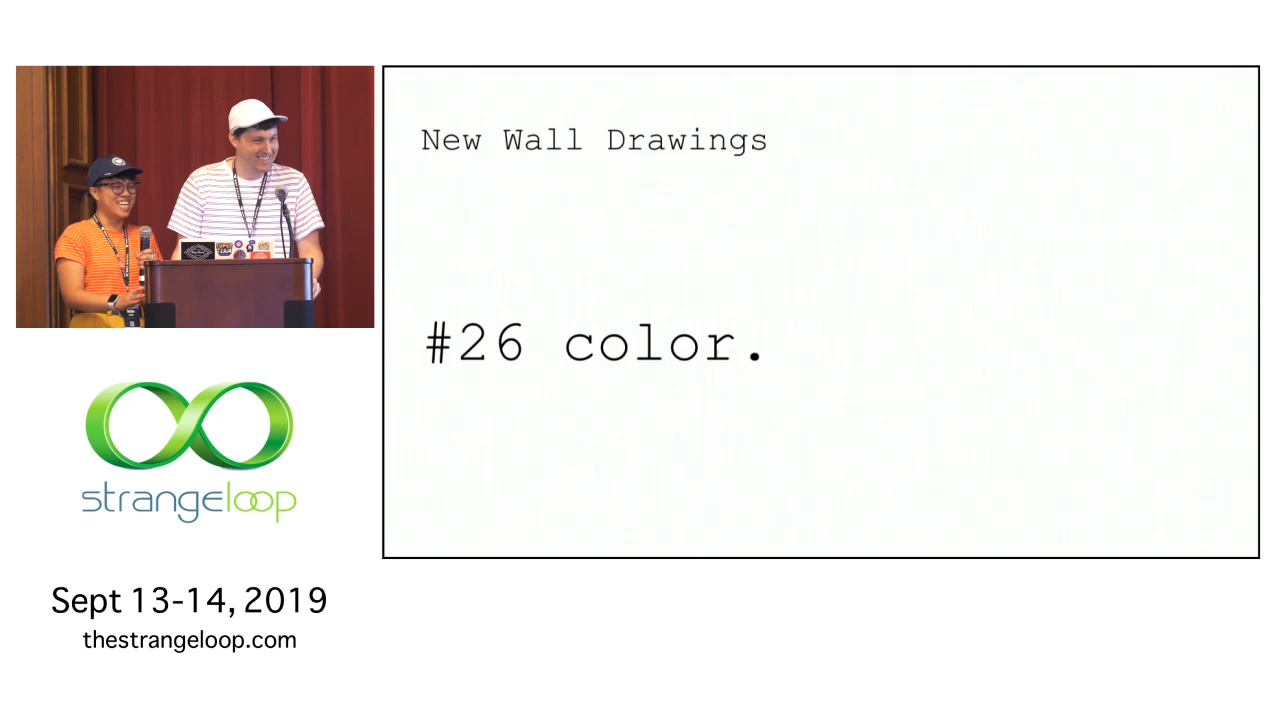 New Wall Drawings
#26 color.
strangeloop
Sept 13-14, 2019
thestrangeloop.com